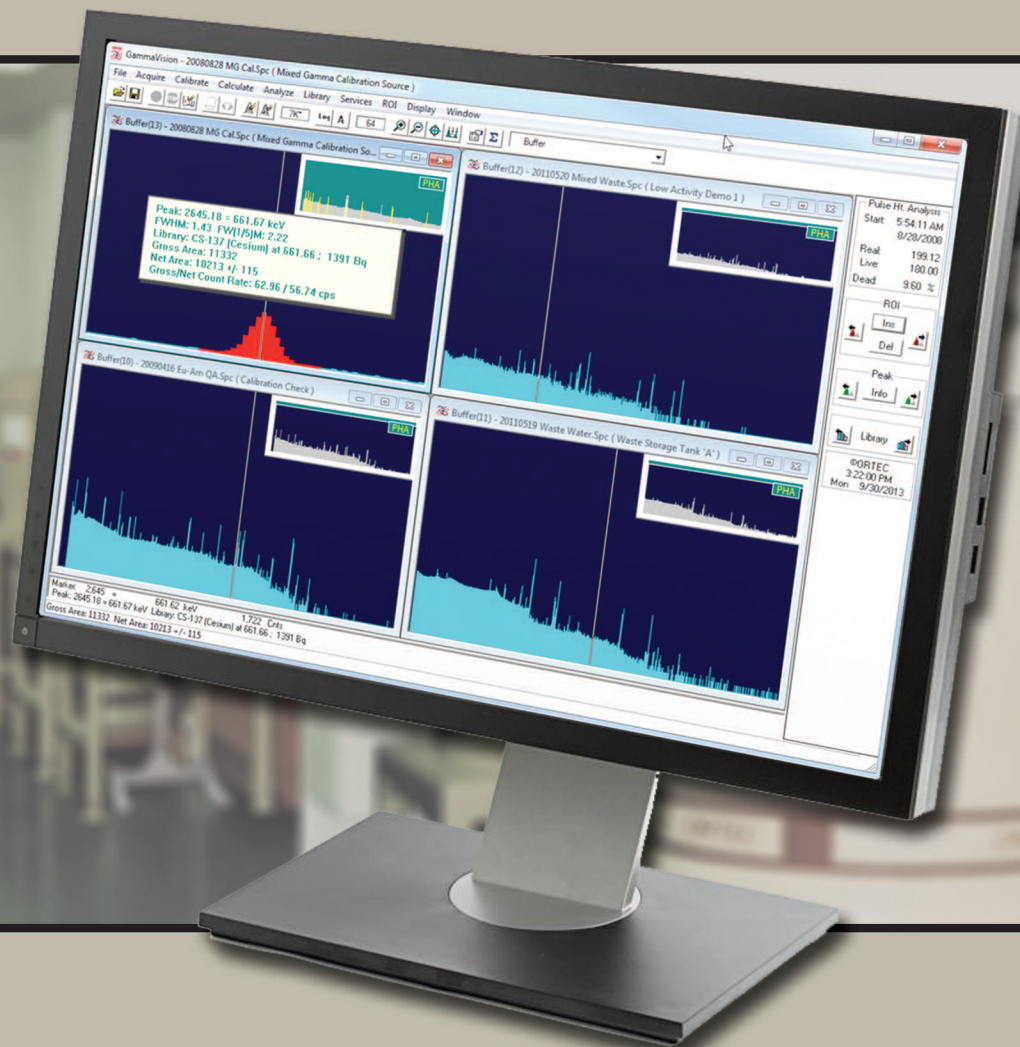 GammaVision - 20080828 MG Cal.Spc ( Mixed Gamma Calibration Source )
File Acquire Calibrate Calculate Analyze Library Services ROI Display Window
Log A 64 Σ Buffer
Buffer(13) - 20080828 MG Cal.Spc ( Mixed Gamma Calibration So...
PHA
Peak: 2645.18 = 661.67 keV
FWHM: 1.43 FW(1/5)M: 2.22
Library: CS-137 (Cesium) at 661.66 ; 1391 Bq
Gross Area: 11332
Net Area: 10213 +/- 115
Gross/Net Count Rate: 62.96 / 56.74 cps
Buffer(12) - 20110520 Mixed Waste.Spc ( Low Activity Demo 1 )
PHA
Buffer(10) - 20090416 Eu-Am QA.Spc ( Calibration Check )
PHA
Buffer(11) - 20110519 Waste Water.Spc ( Waste Storage Tank 'A' )
PHA
Pulse Ht. Analysis
Start 5:54:11 AM
8/28/2008
Real 199.12
Live: 180.00
Dead: 9.60 %
ROI
Ins
Del
Peak
Info
Library
©ORTEC
3:22:00 PM
Mon 9/30/2013
Marker: 2,645 = 661.62 keV 1,722 Cnts
Peak: 2645.18 = 661.67 keV Library: CS-137 (Cesium) at 661.66 ; 1391 Bq
Gross Area: 11332 Net Area: 10213 +/- 115